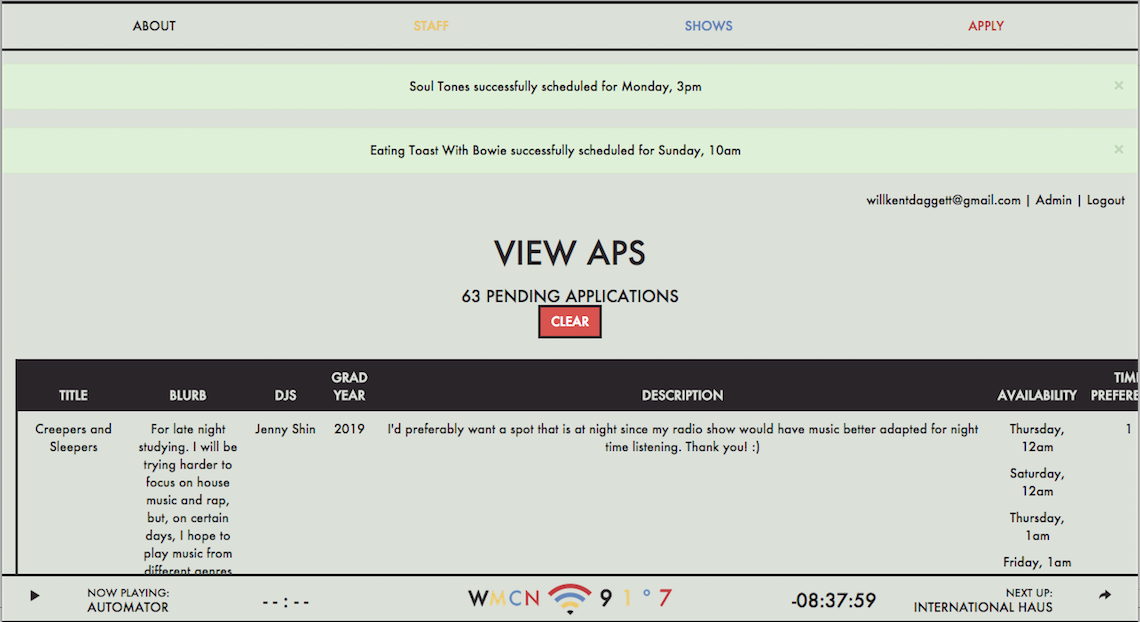 ABOUT STAFF SHOWS APPLY
Soul Tones successfully scheduled for Monday, 3pm ×
Eating Toast With Bowie successfully scheduled for Sunday, 10am ×
willkentdaggett@gmail.com | Admin | Logout
VIEW APS
63 PENDING APPLICATIONS
CLEAR
TITLE BLURB DJS GRAD YEAR DESCRIPTION AVAILABILITY
Creepers and
Sleepers
For late night
studying. I will be
trying harder to
focus on house
music and rap,
but, on certain
days, I hope to
play music from
different genres
Jenny Shin
2019
I'd preferably want a spot that is at night since my radio show would have music better adapted for night
time listening. Thank you! :)
Thursday,
12am
Saturday,
12am
Thursday,
1am
Friday, 1am
1
NOW PLAYING:
AUTOMATOR
--:--
WMCN 91°7
-08:37:59
NEXT UP:
INTERNATIONAL HAUS